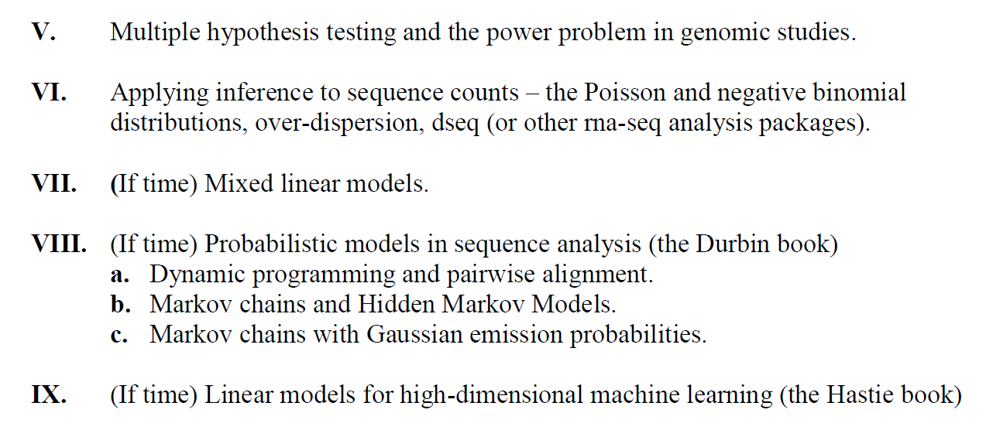 V. Multiple hypothesis testing and the power problem in genomic studies.
VI. Applying inference to sequence counts – the Poisson and negative binomial
distributions, over-dispersion, dseq (or other rna-seq analysis packages).
VII. (If time) Mixed linear models.
VIII. (If time) Probabilistic models in sequence analysis (the Durbin book)
a. Dynamic programming and pairwise alignment.
b. Markov chains and Hidden Markov Models.
c. Markov chains with Gaussian emission probabilities.
IX. (If time) Linear models for high-dimensional machine learning (the Hastie book)